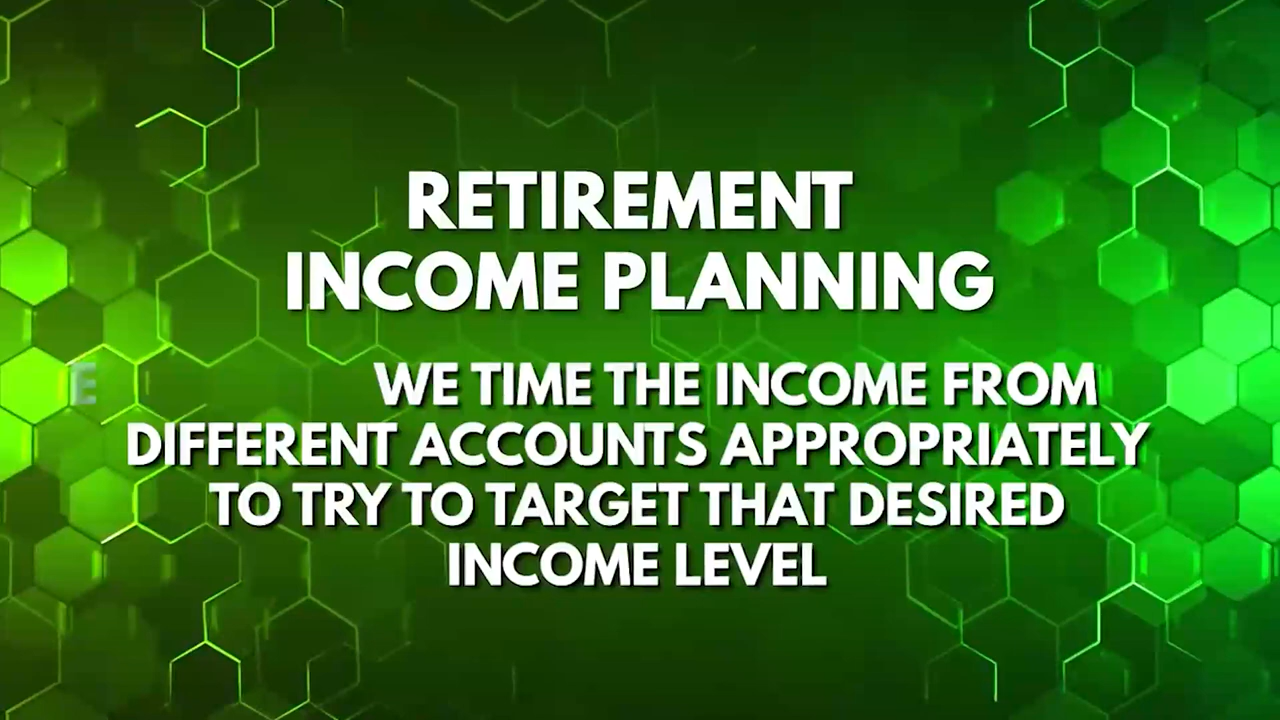 RETIREMENT
INCOME PLANNING
E WE TIME THE INCOME FROM
DIFFERENT ACCOUNTS APPROPRIATELY
TO TRY TO TARGET THAT DESIRED
INCOME LEVEL